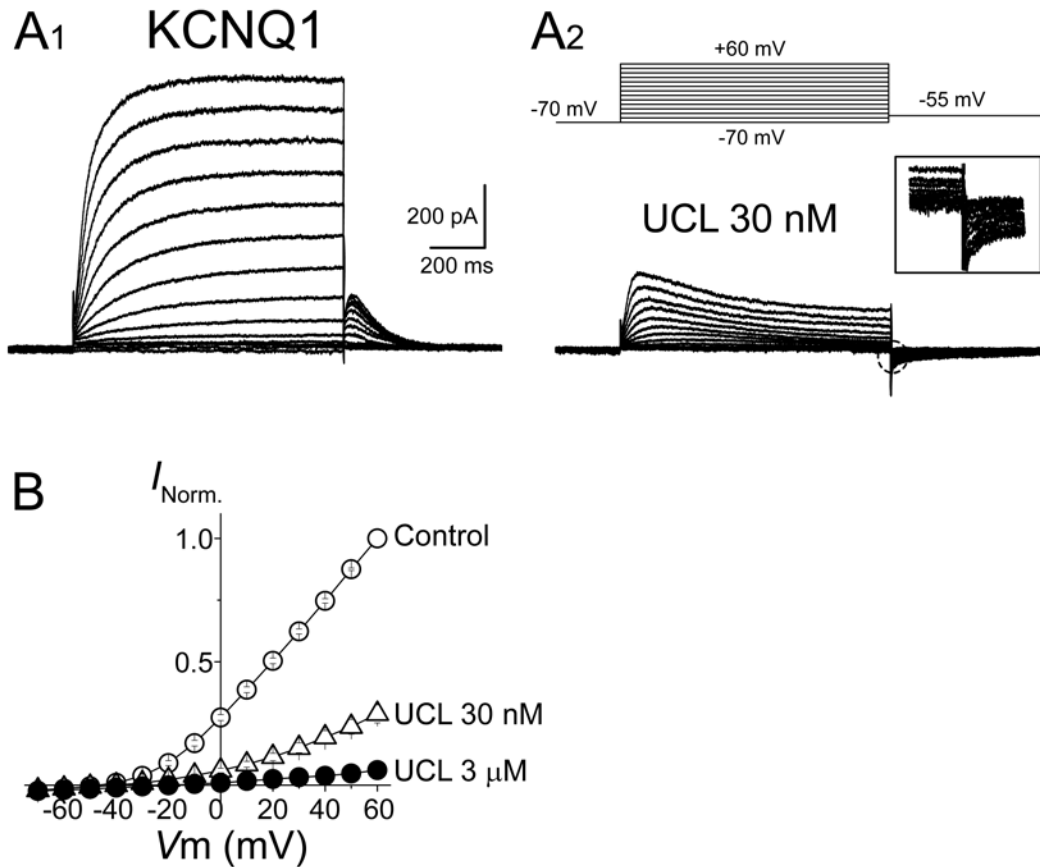 A1 KCNQ1
200 pA
200 ms
A2
+60 mV
-70 mV
-55 mV
-70 mV
UCL 30 nM
B
INorm.
1.0
Control
0.5
UCL 30 nM
UCL 3 μM
-60 -40 -20 0 20 40 60
Vm (mV)